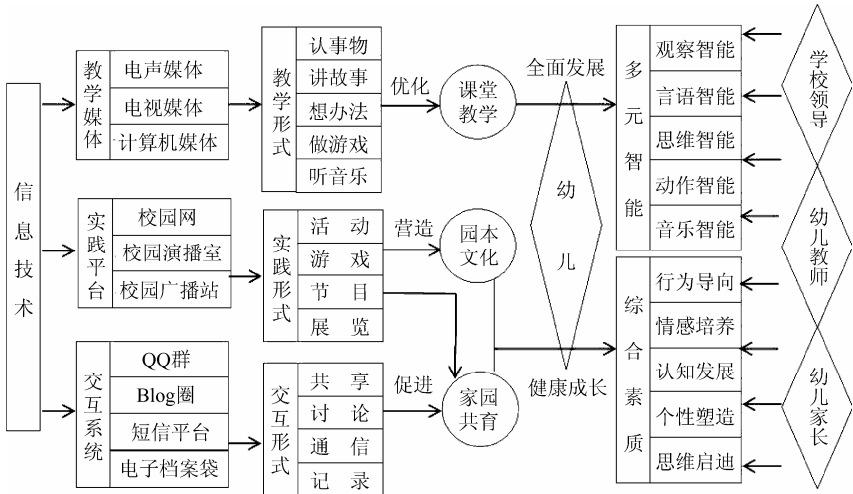 信息技术
教学媒体
电声媒体
电视媒体
计算机媒体
教学形式
认事物
讲故事
想办法
做游戏
听音乐
优化
课堂
教学
全面发展
多元智能
观察智能
言语智能
思维智能
动作智能
音乐智能
学校领导
实践平台
校园网
校园演播室
校园广播站
实践形式
活 动
游 戏
节 目
展 览
营造
园本
文化
幼儿
幼儿教师
综合素质
行为导向
情感培养
认知发展
个性塑造
思维启迪
交互系统
QQ群
Blog圈
短信平台
电子档案袋
交互形式
共 享
讨 论
通 信
记 录
促进
家园
共育
健康成长
幼儿家长